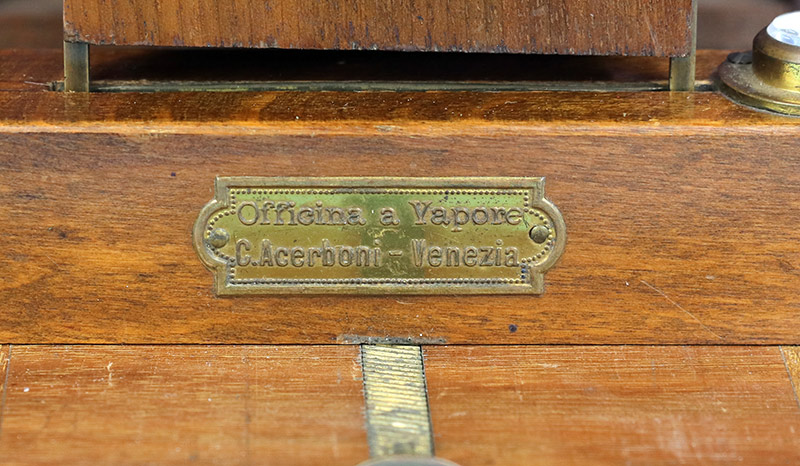 Officina a Vapore
C. Acerboni - Venezia